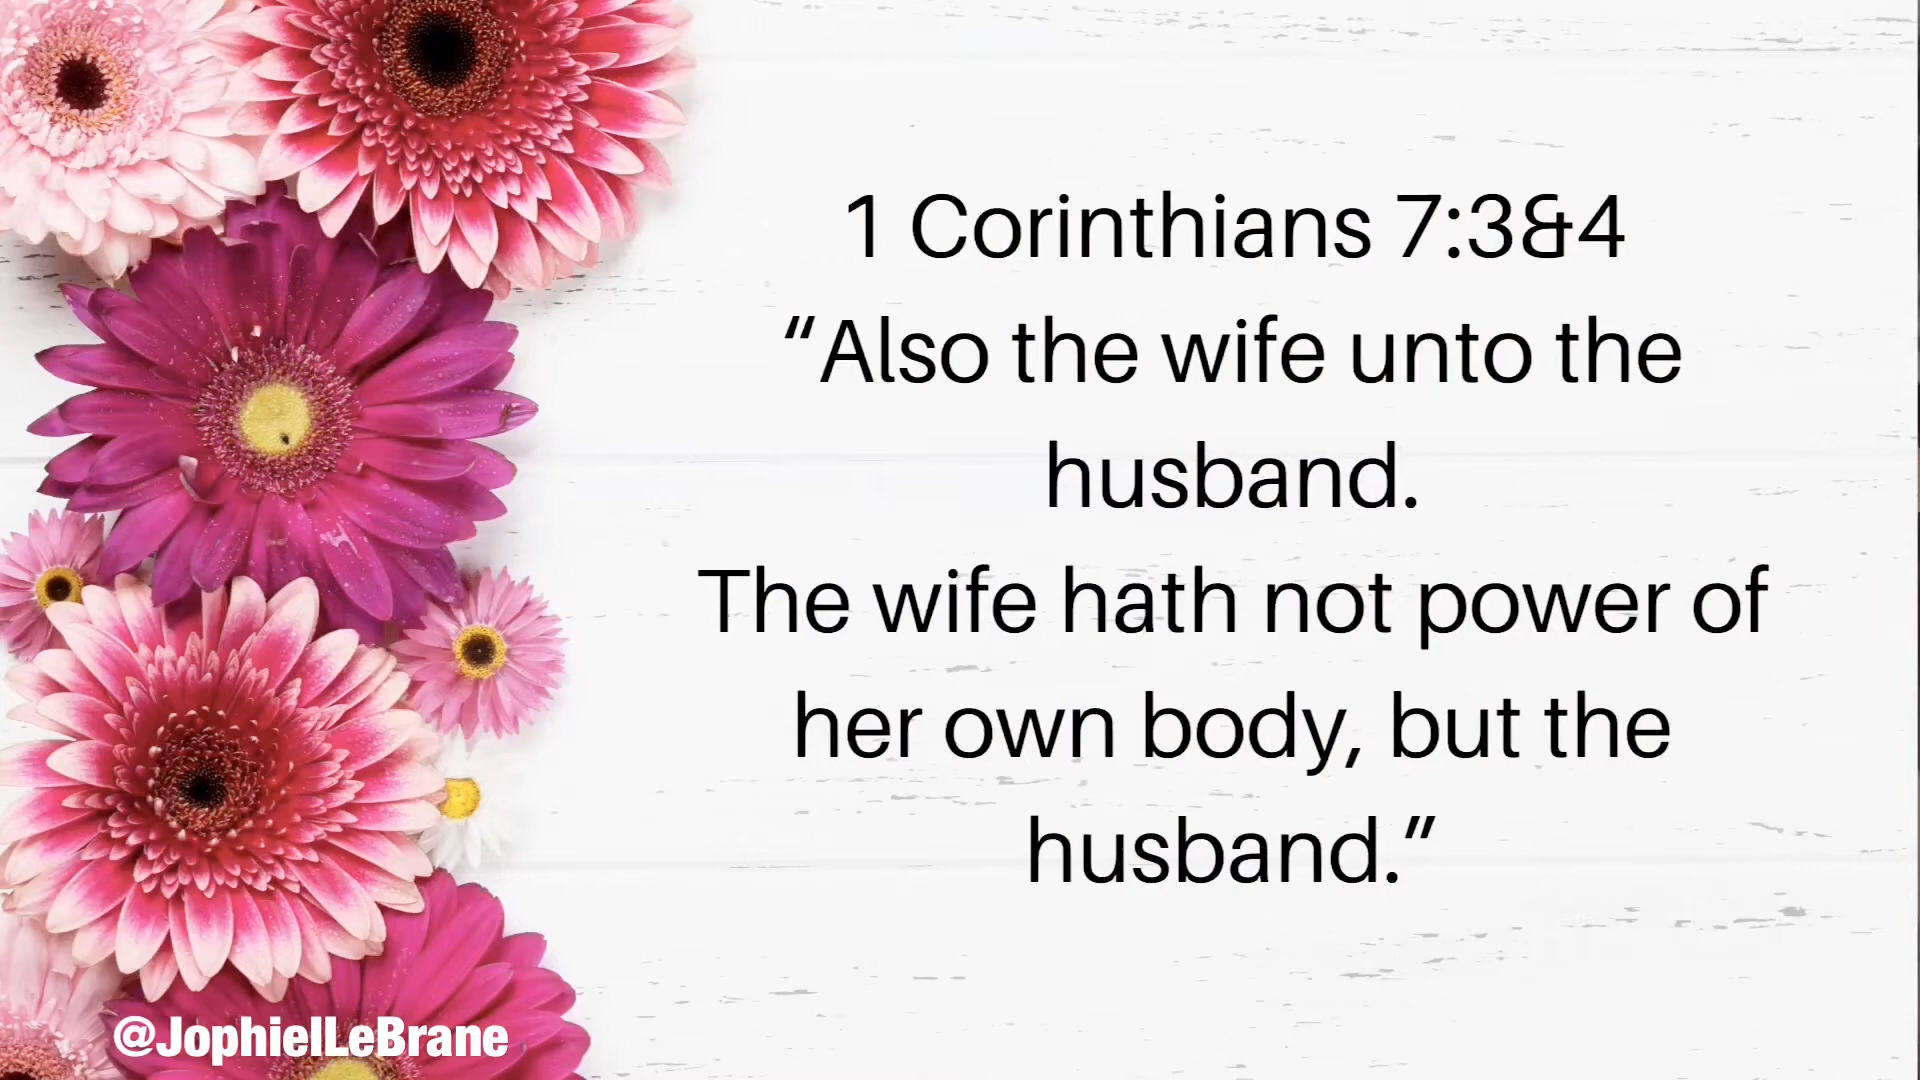 1 Corinthians 7:3&4
“Also the wife unto the
husband.
The wife hath not power of
her own body, but the
husband.”
@JophielLeBrane